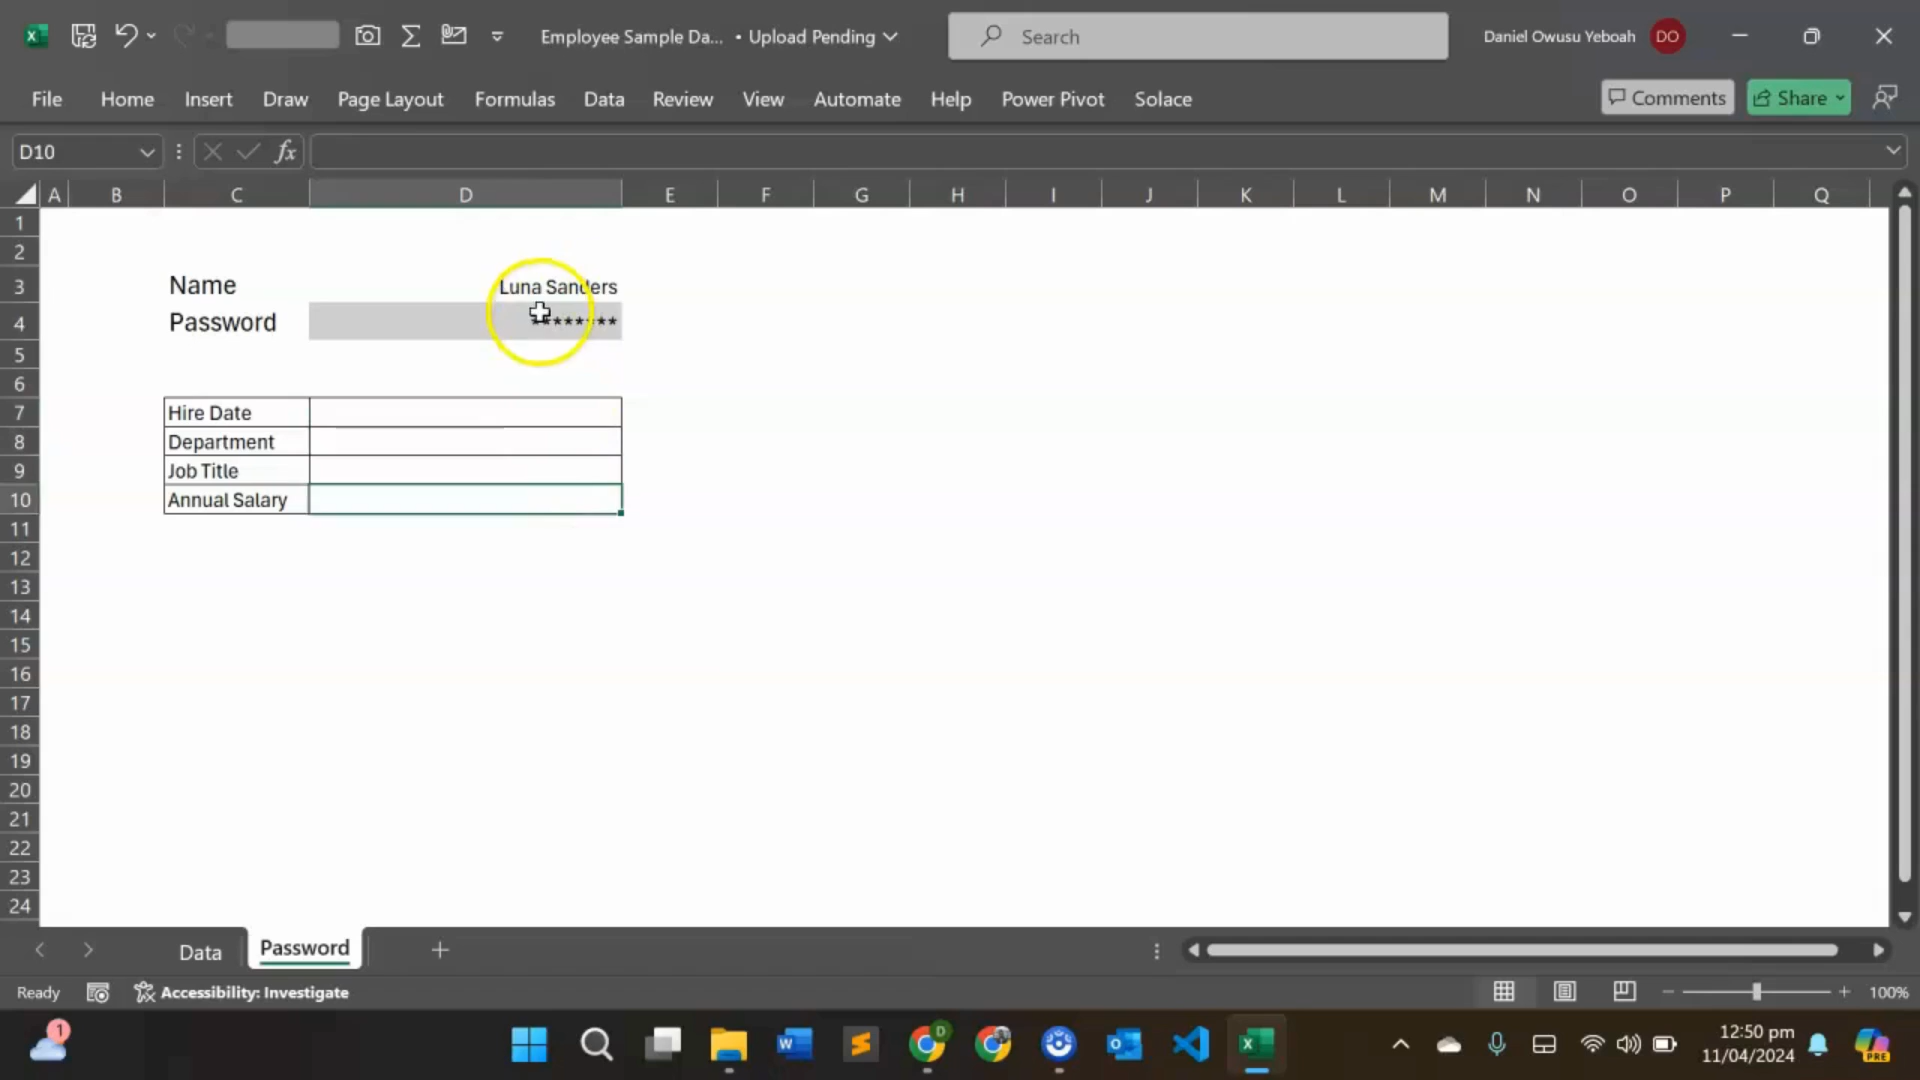 Employee Sample Da... • Upload Pending
Search
Daniel Owusu Yeboah
DO
File
Home
Insert
Draw
Page Layout
Formulas
Data
Review
View
Automate
Help
Power Pivot
Solace
Comments
Share
D10
fx
A B C D E F G H I J K L M N O P Q
1
2
3 Name Luna Sanders
4 Password ********
5
6
7 Hire Date
8 Department
9 Job Title
10 Annual Salary
11
12
13
14
15
16
17
18
19
20
21
22
23
24
Data
Password
Ready
Accessibility: Investigate
100%
1
12:50 pm
11/04/2024
PRE